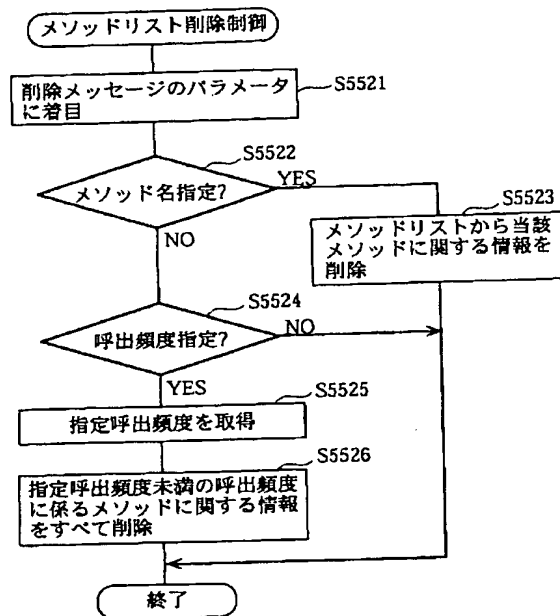 メソッドリスト削除制御
削除メッセージのパラメータ
に着目
S5521
S5522
メソッド名指定?
YES
NO
S5523
メソッドリストから当該
メソッドに関する情報を
削除
S5524
呼出頻度指定?
NO
YES
S5525
指定呼出頻度を取得
S5526
指定呼出頻度未満の呼出頻度
に係るメソッドに関する情報
をすべて削除
終了